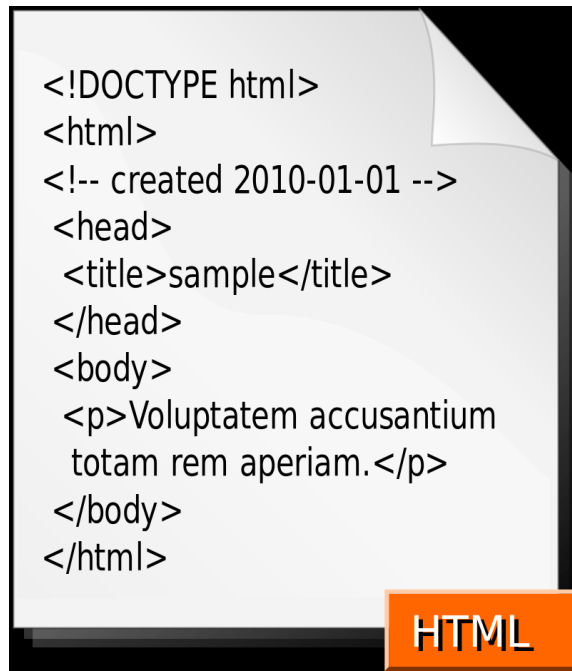 <!DOCTYPE html>
<html>
<!-- created 2010-01-01 -->
<head>
<title>sample</title>
</head>
<body>
<p>Voluptatem accusantium
totam rem aperiam.</p>
</body>
</html>
HTML